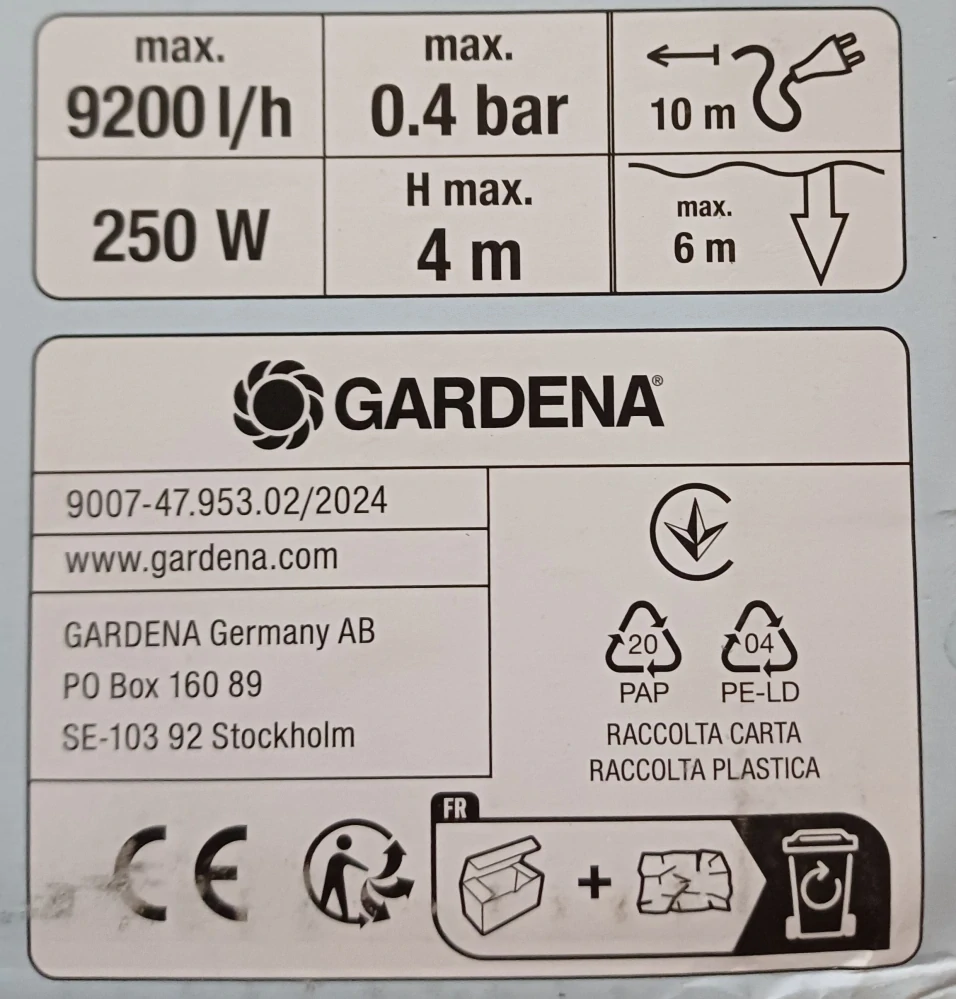 max.
9200 l/h
max.
0.4 bar
10 m
250 W
H max.
4 m
max.
6 m
GARDENA®
9007-47.953.02/2024
www.gardena.com
GARDENA Germany AB
PO Box 160 89
SE-103 92 Stockholm
20
PAP
04
PE-LD
RACCOLTA CARTA
RACCOLTA PLASTICA
CE
FR
+